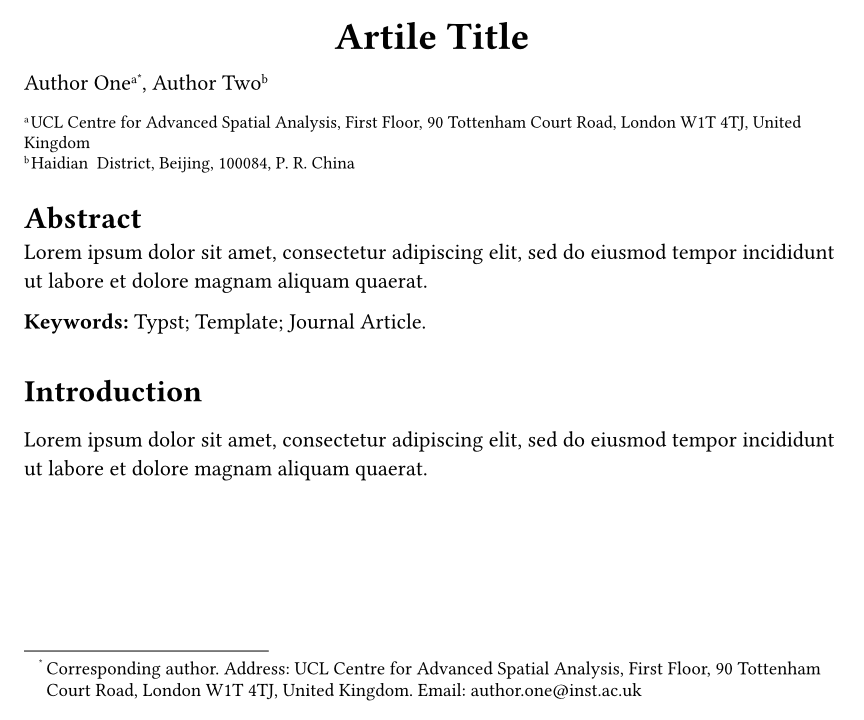 Artile Title
Author Oneᵃ*, Author Twoᵇ
ᵃUCL Centre for Advanced Spatial Analysis, First Floor, 90 Tottenham Court Road, London W1T 4TJ, United
Kingdom
ᵇHaidian District, Beijing, 100084, P. R. China
Abstract
Lorem ipsum dolor sit amet, consectetur adipiscing elit, sed do eiusmod tempor incididunt
ut labore et dolore magnam aliquam quaerat.
Keywords: Typst; Template; Journal Article.
Introduction
Lorem ipsum dolor sit amet, consectetur adipiscing elit, sed do eiusmod tempor incididunt
ut labore et dolore magnam aliquam quaerat.
* Corresponding author. Address: UCL Centre for Advanced Spatial Analysis, First Floor, 90 Tottenham
Court Road, London W1T 4TJ, United Kingdom. Email: author.one@inst.ac.uk